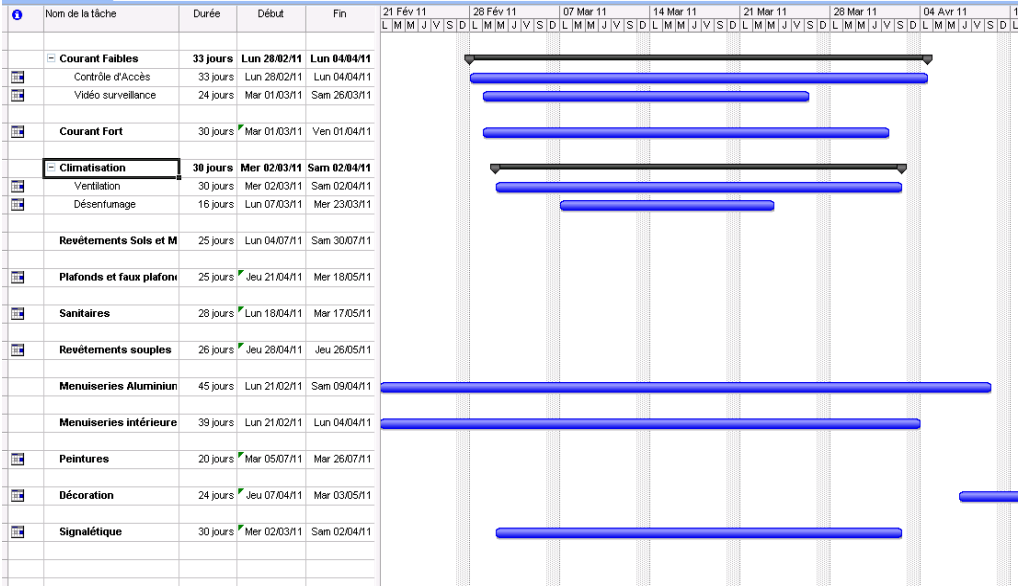 Nom de la tâche Durée Début Fin 21 Fév 11 28 Fév 11 07 Mar 11 14 Mar 11 21 Mar 11 28 Mar 11 04 Avr 11 1
L M M J V S D L M M J V S D L M M J V S D L M M J V S D L M M J V S D L M M J V S D L M M J V S D L
Courant Faibles 33 jours Lun 28/02/11 Lun 04/04/11
Contrôle d'Accès 33 jours Lun 28/02/11 Lun 04/04/11
Vidéo surveillance 24 jours Mar 01/03/11 Sam 26/03/11
Courant Fort 30 jours Mar 01/03/11 Ven 01/04/11
Climatisation 30 jours Mer 02/03/11 Sam 02/04/11
Ventilation 30 jours Mer 02/03/11 Sam 02/04/11
Désenfumage 16 jours Lun 07/03/11 Mer 23/03/11
Revêtements Sols et M 25 jours Lun 04/07/11 Sam 30/07/11
Plafonds et faux plafon 25 jours Jeu 21/04/11 Mer 18/05/11
Sanitaires 28 jours Lun 18/04/11 Mar 17/05/11
Revêtements souples 26 jours Jeu 28/04/11 Jeu 26/05/11
Menuiseries Aluminiun 45 jours Lun 21/02/11 Sam 09/04/11
Menuiseries intérieure 39 jours Lun 21/02/11 Lun 04/04/11
Peintures 20 jours Mar 05/07/11 Mar 26/07/11
Décoration 24 jours Jeu 07/04/11 Mar 03/05/11
Signalétique 30 jours Mer 02/03/11 Sam 02/04/11